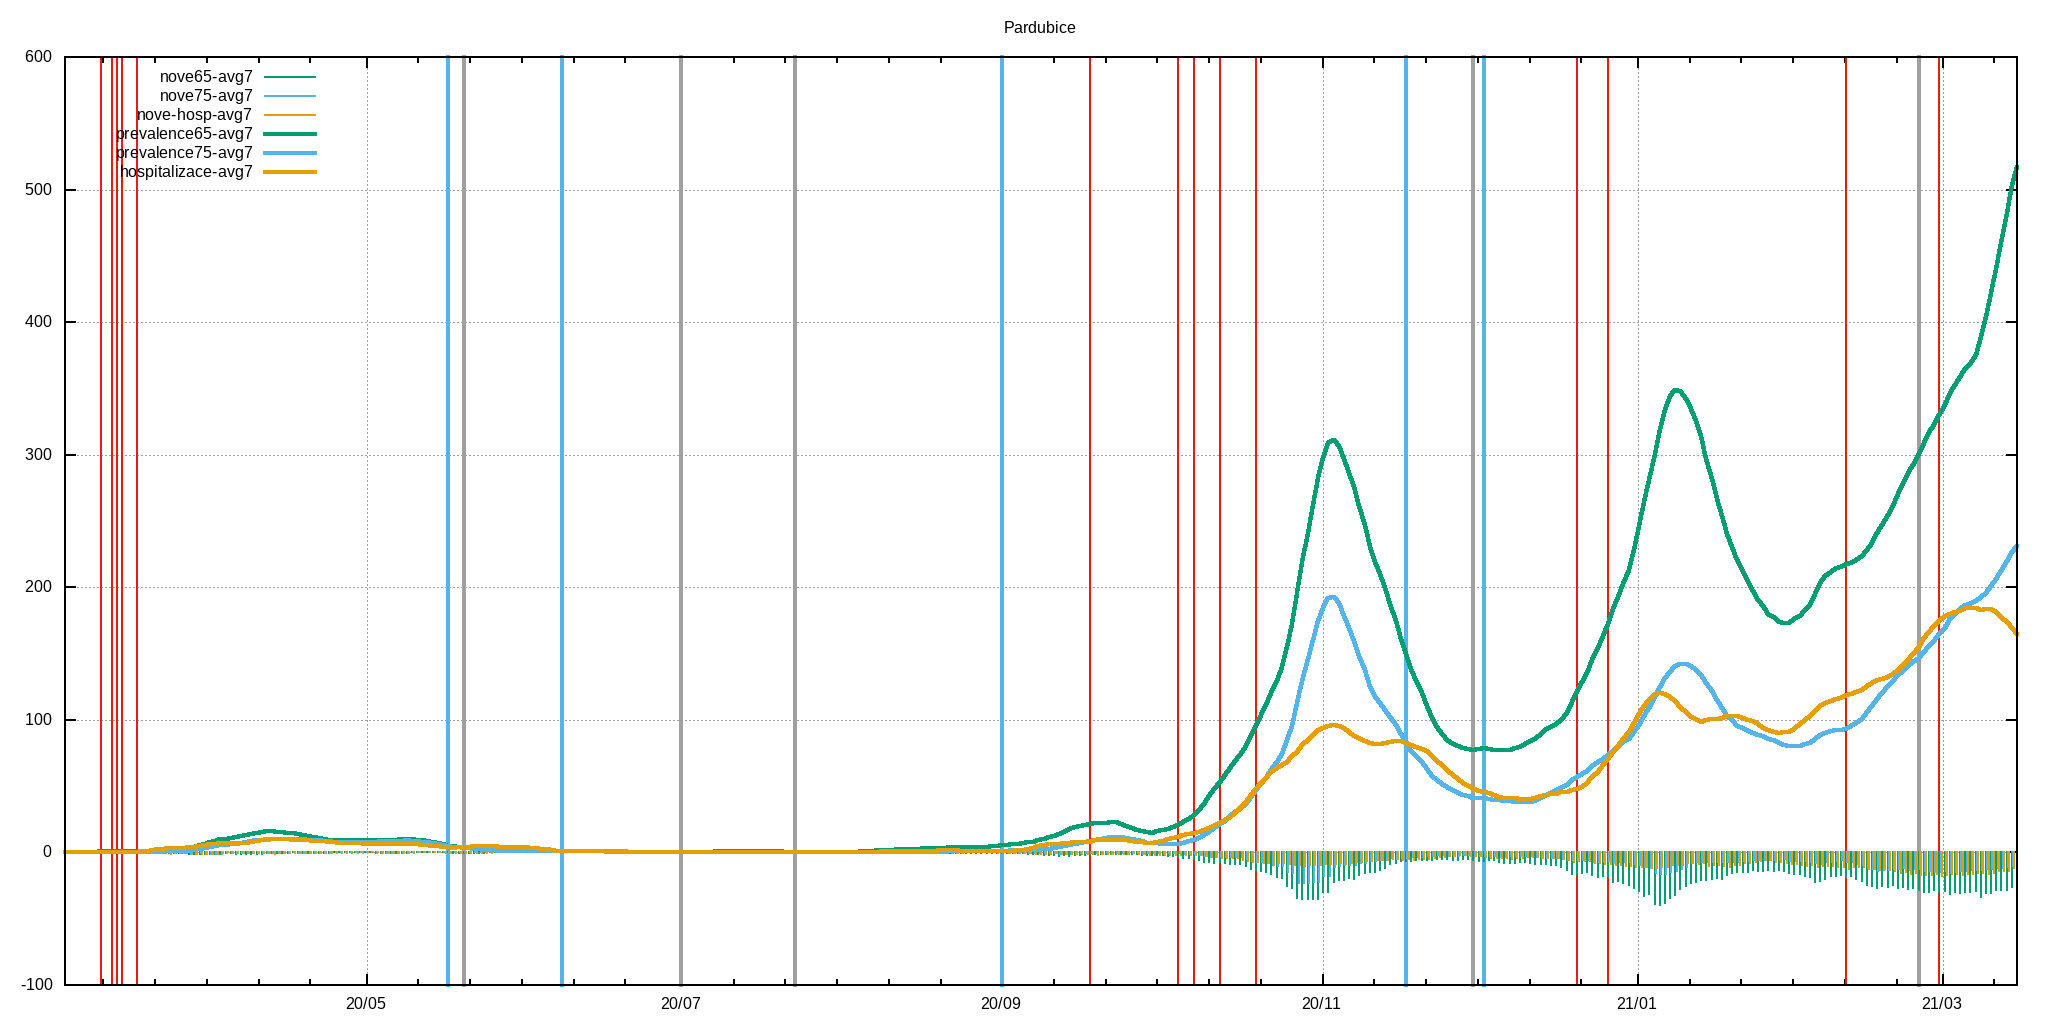 Pardubice
600
500
400
300
200
100
0
-100
nove65-avg7
nove75-avg7
nove-hosp-avg7
prevalence65-avg7
prevalence75-avg7
hospitalizace-avg7
20/05
20/07
20/09
20/11
21/01
21/03